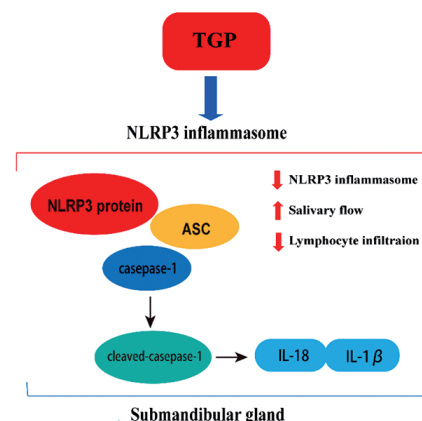 TGP
NLRP3 inflammasome
NLRP3 protein
ASC
casepase-1
cleaved-casepase-1
IL-18
IL-1β
NLRP3 inflammasome
Salivary flow
Lymphocyte infiltraion
Submandibular gland